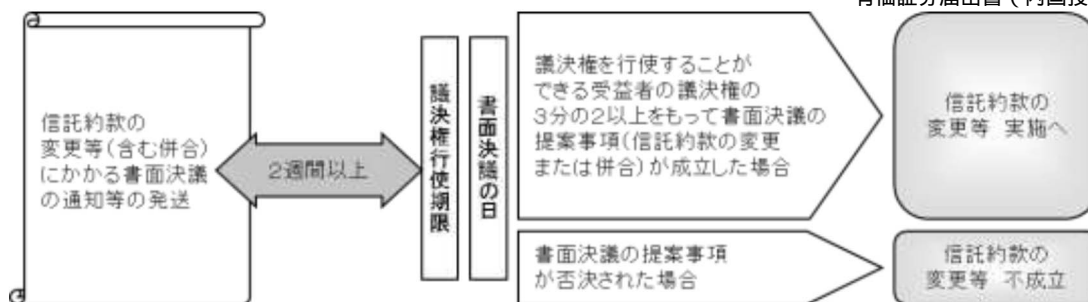 信託約款の
変更等(含む併合)
にかかる書面決議
の通知等の発送
2週間以上
議決権行使期限
書面決議の日
議決権を行使することが
できる受益者の議決権の
3分の2以上をもって書面決議の
提案事項(信託約款の変更
または併合)が成立した場合
信託約款の
変更等 実施へ
書面決議の提案事項
が否決された場合
信託約款の
変更等 不成立